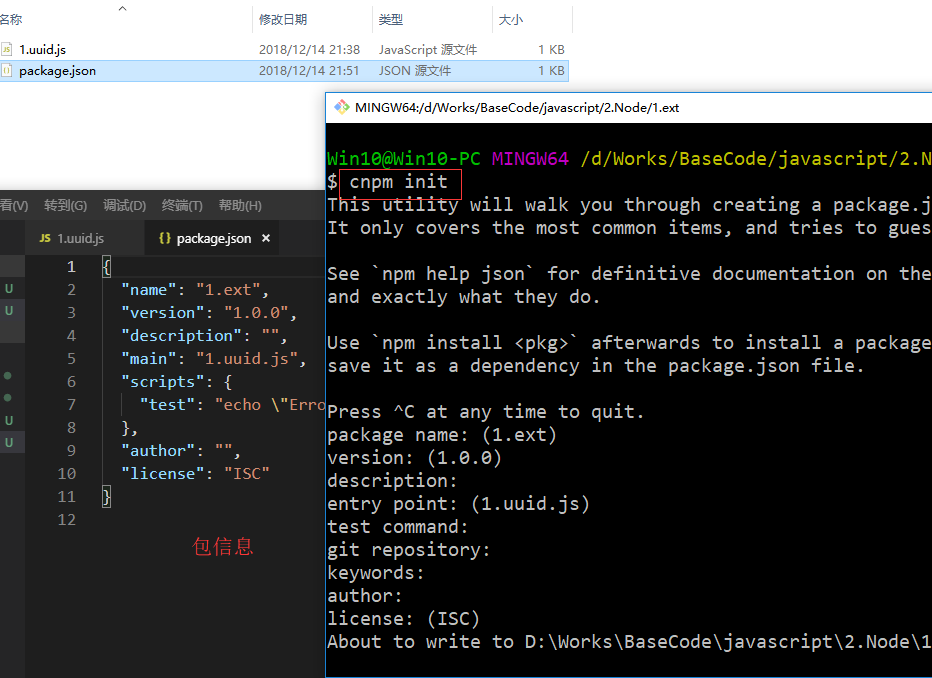 名称 修改日期 类型 大小
1.uuid.js 2018/12/14 21:38 JavaScript 源文件 1 KB
package.json 2018/12/14 21:51 JSON 源文件 1 KB
MINGW64:/d/Works/BaseCode/javascript/2.Node/1.ext
Win10@Win10-PC MINGW64 /d/Works/BaseCode/javascript/2.N
$ cnpm init
This utility will walk you through creating a package.j
It only covers the most common items, and tries to gues
See `npm help json` for definitive documentation on the
and exactly what they do.
Use `npm install <pkg>` afterwards to install a package
save it as a dependency in the package.json file.
Press ^C at any time to quit.
package name: (1.ext)
version: (1.0.0)
description:
entry point: (1.uuid.js)
test command:
git repository:
keywords:
author:
license: (ISC)
About to write to D:\Works\BaseCode\javascript\2.Node\1
看(V) 转到(G) 调试(D) 终端(T) 帮助(H)
JS 1.uuid.js {} package.json ×
1 {
U 2 "name": "1.ext",
U 3 "version": "1.0.0",
4 "description": "",
5 "main": "1.uuid.js",
6 "scripts": {
7 "test": "echo \"Erro
U 8 },
U 9 "author": "",
10 "license": "ISC"
11 }
12
包信息